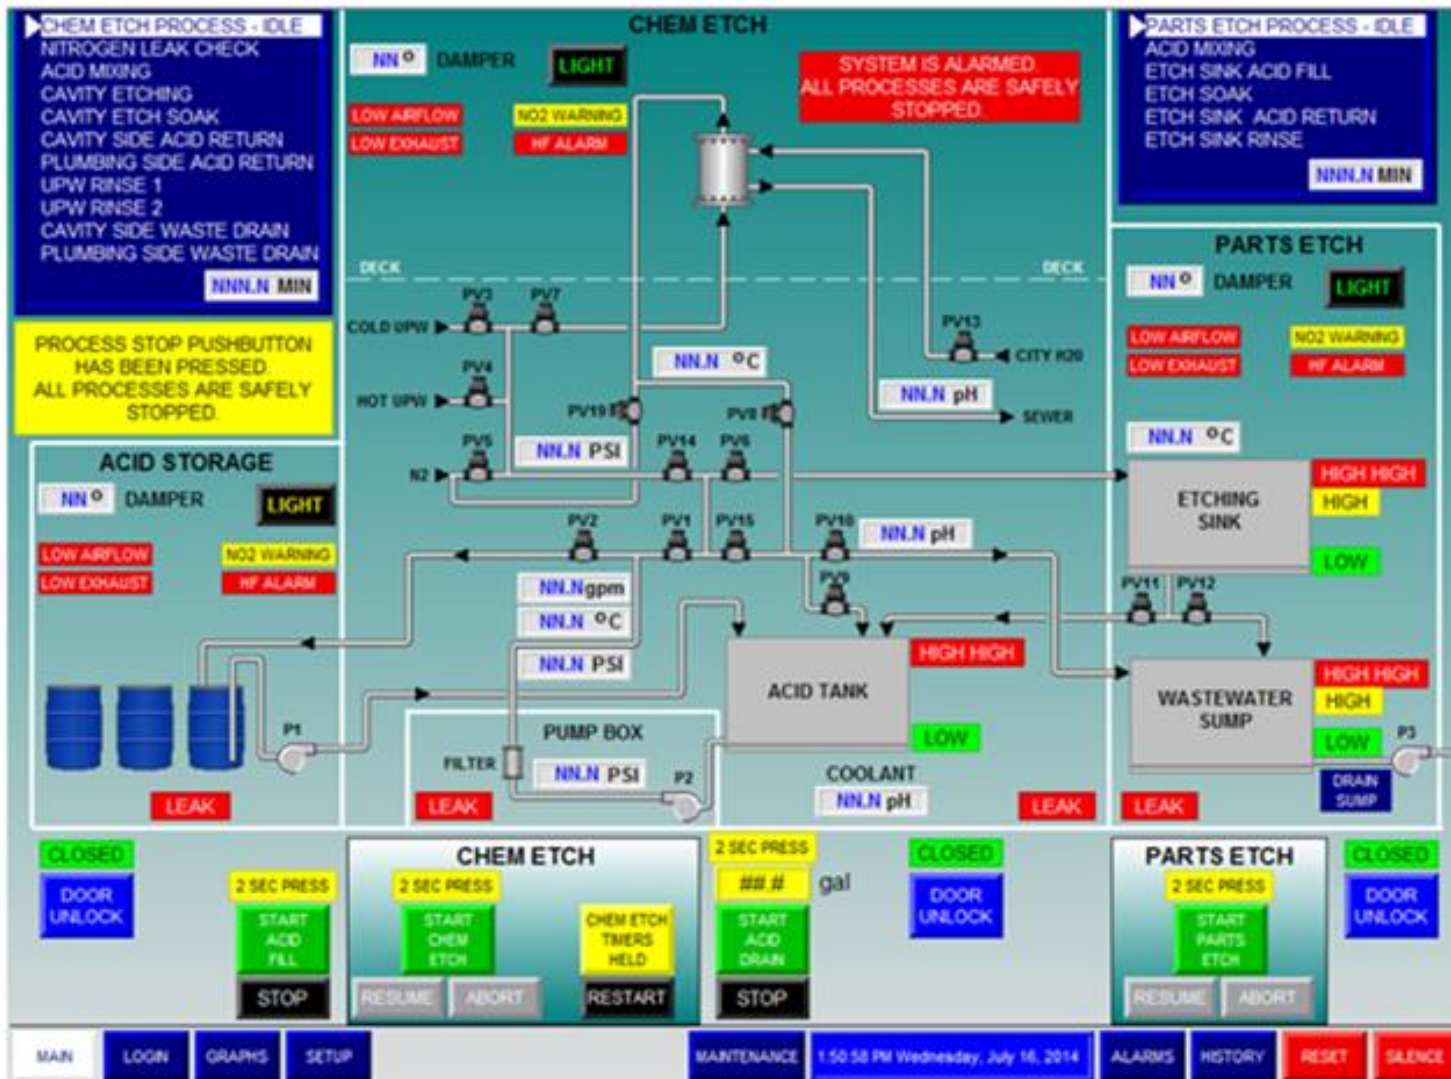 CHEM ETCH PROCESS - IDLE
NITROGEN LEAK CHECK
ACID MIXING
CAVITY ETCHING
CAVITY ETCH SOAK
CAVITY SIDE ACID RETURN
PLUMBING SIDE ACID RETURN
UPW RINSE 1
UPW RINSE 2
CAVITY SIDE WASTE DRAIN
PLUMBING SIDE WASTE DRAIN
NNN.N MIN
PROCESS STOP PUSHBUTTON
HAS BEEN PRESSED.
ALL PROCESSES ARE SAFELY
STOPPED.
CHEM ETCH
NN° DAMPER
LIGHT
LOW AIRFLOW
NO2 WARNING
LOW EXHAUST
HF ALARM
SYSTEM IS ALARMED.
ALL PROCESSES ARE SAFELY
STOPPED.
DECK
DECK
PV3
PV7
COLD UPW
PV13
CITY H20
NN.N °C
PV4
HOT UPW
PV19
PV8
NN.N pH
SEWER
PV5
NN.N PSI
PV14
PV6
N2
PV2
PV1
PV15
PV10
NN.N pH
NN.N gpm
NN.N °C
NN.N PSI
PV9
ACID TANK
HIGH HIGH
LOW
PUMP BOX
FILTER
NN.N PSI
P2
LEAK
COOLANT
NN.N pH
LEAK
PARTS ETCH PROCESS - IDLE
ACID MIXING
ETCH SINK ACID FILL
ETCH SOAK
ETCH SINK ACID RETURN
ETCH SINK RINSE
NNN.N MIN
PARTS ETCH
NN° DAMPER
LIGHT
LOW AIRFLOW
NO2 WARNING
LOW EXHAUST
HF ALARM
NN.N °C
ETCHING
SINK
HIGH HIGH
HIGH
LOW
PV11
PV12
WASTEWATER
SUMP
HIGH HIGH
HIGH
LOW
P3
DRAIN
SUMP
LEAK
ACID STORAGE
NN° DAMPER
LIGHT
LOW AIRFLOW
NO2 WARNING
LOW EXHAUST
HF ALARM
P1
LEAK
CLOSED
DOOR
UNLOCK
2 SEC PRESS
START
ACID
FILL
STOP
CHEM ETCH
2 SEC PRESS
START
CHEM
ETCH
CHEM ETCH
TIMERS
HELD
RESUME
ABORT
RESTART
2 SEC PRESS
##.# gal
START
ACID
DRAIN
STOP
CLOSED
DOOR
UNLOCK
PARTS ETCH
2 SEC PRESS
START
PARTS
ETCH
RESUME
ABORT
CLOSED
DOOR
UNLOCK
MAIN
LOGIN
GRAPHS
SETUP
MAINTENANCE
1:50:58 PM Wednesday, July 16, 2014
ALARMS
HISTORY
RESET
SILENCE